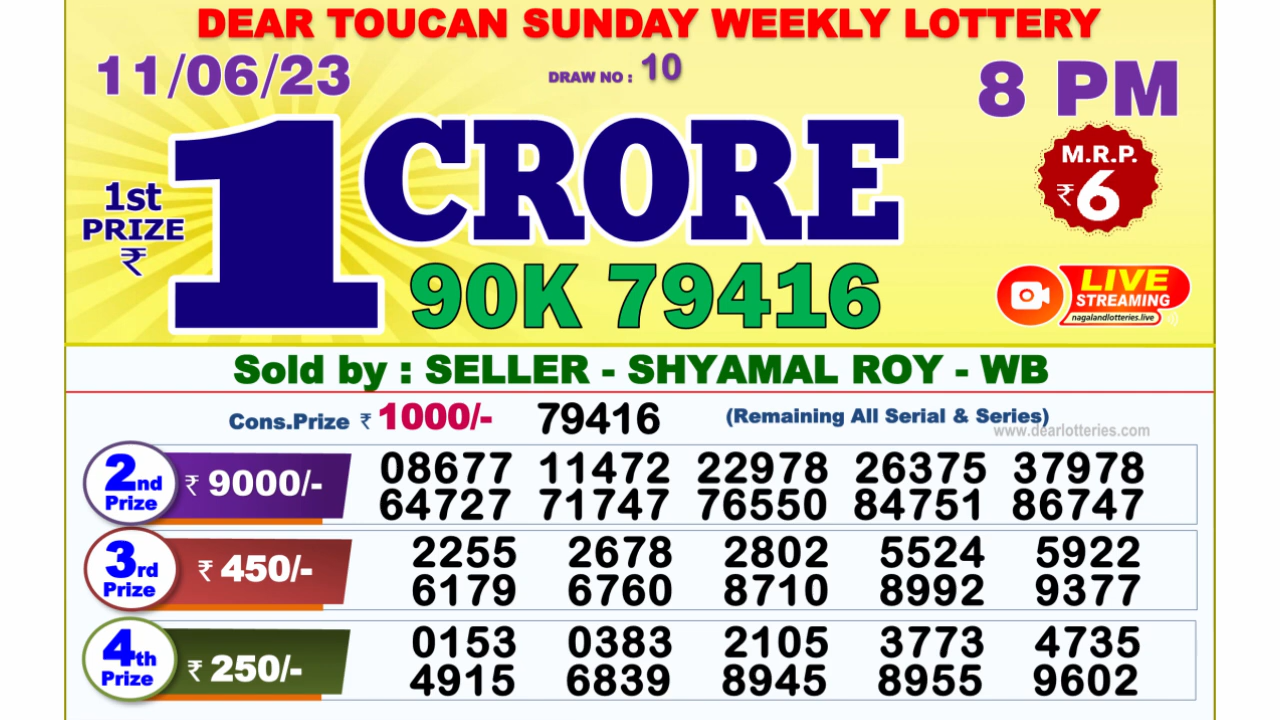 DEAR TOUCAN SUNDAY WEEKLY LOTTERY
11/06/23
DRAW NO : 10
8 PM
1st
PRIZE
₹
1 CRORE
90K 79416
M.R.P.
₹ 6
LIVE
STREAMING
nagalandlotteries.live
Sold by : SELLER - SHYAMAL ROY - WB
Cons.Prize ₹ 1000/- 79416 (Remaining All Serial & Series)
www.dearlotteries.com
2nd
Prize
₹ 9000/-
08677 11472 22978 26375 37978
64727 71747 76550 84751 86747
3rd
Prize
₹ 450/-
2255 2678 2802 5524 5922
6179 6760 8710 8992 9377
4th
Prize
₹ 250/-
0153 0383 2105 3773 4735
4915 6839 8945 8955 9602